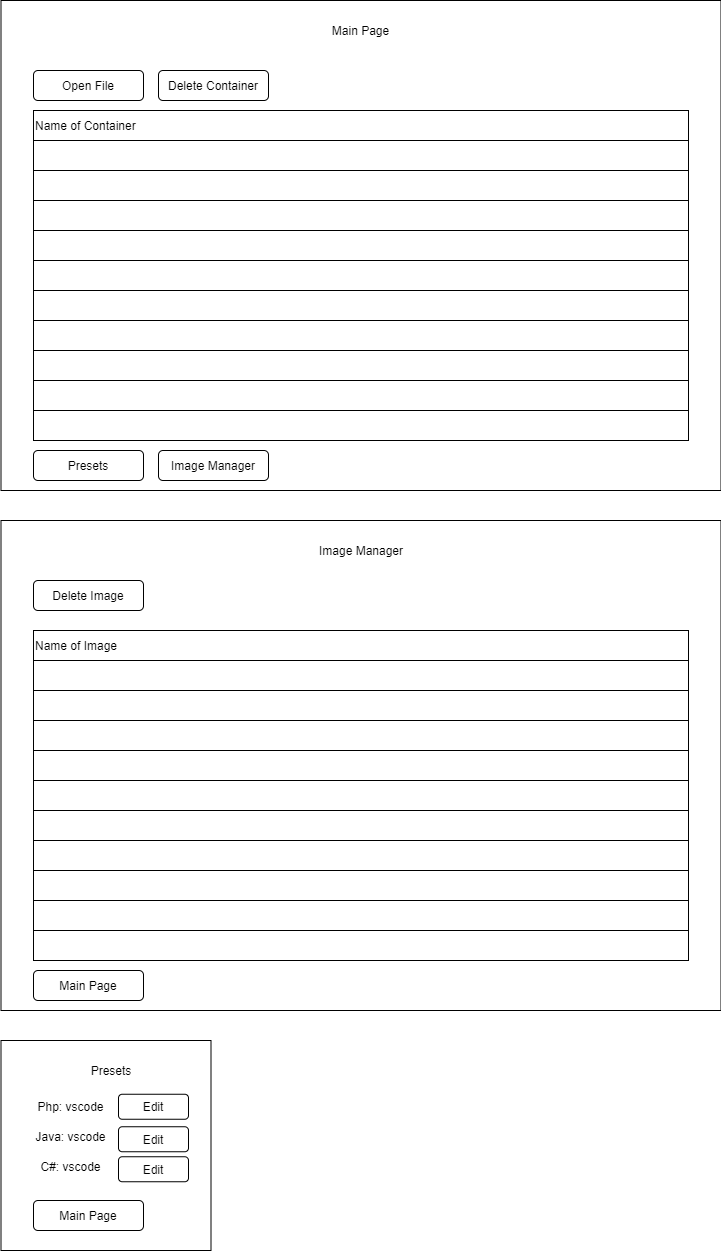 Main Page
Open File
Delete Container
Name of Container
Presets
Image Manager
Image Manager
Delete Image
Name of Image
Main Page
Presets
Php: vscode
Edit
Java: vscode
Edit
C#: vscode
Edit
Main Page